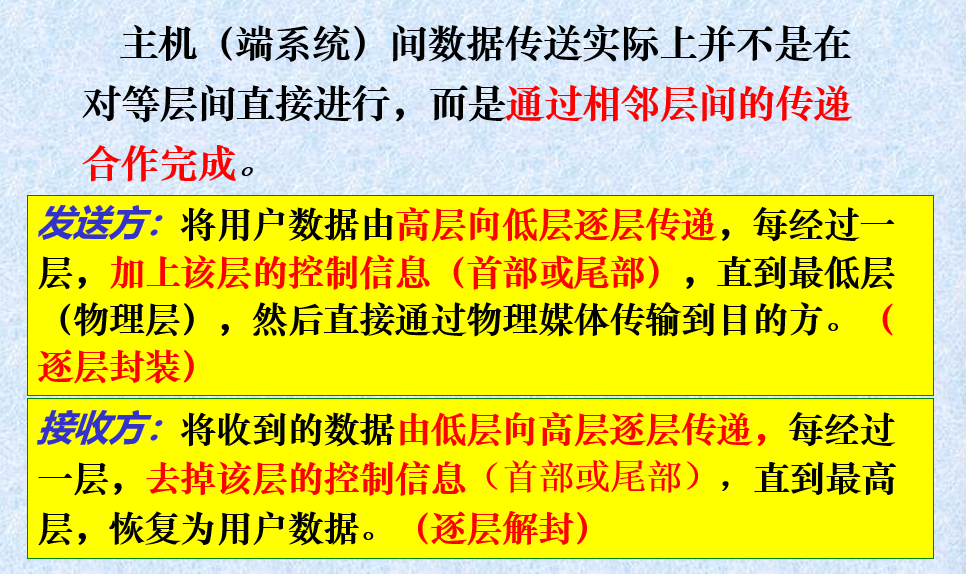 主机（端系统）间数据传送实际上并不是在
对等层间直接进行，而是通过相邻层间的传递
合作完成。
发送方：将用户数据由高层向低层逐层传递，每经过一
层，加上该层的控制信息（首部或尾部），直到最低层
（物理层），然后直接通过物理媒体传输到目的方。（
逐层封装）
接收方：将收到的数据由低层向高层逐层传递，每经过
一层，去掉该层的控制信息（首部或尾部），直到最高
层，恢复为用户数据。（逐层解封）